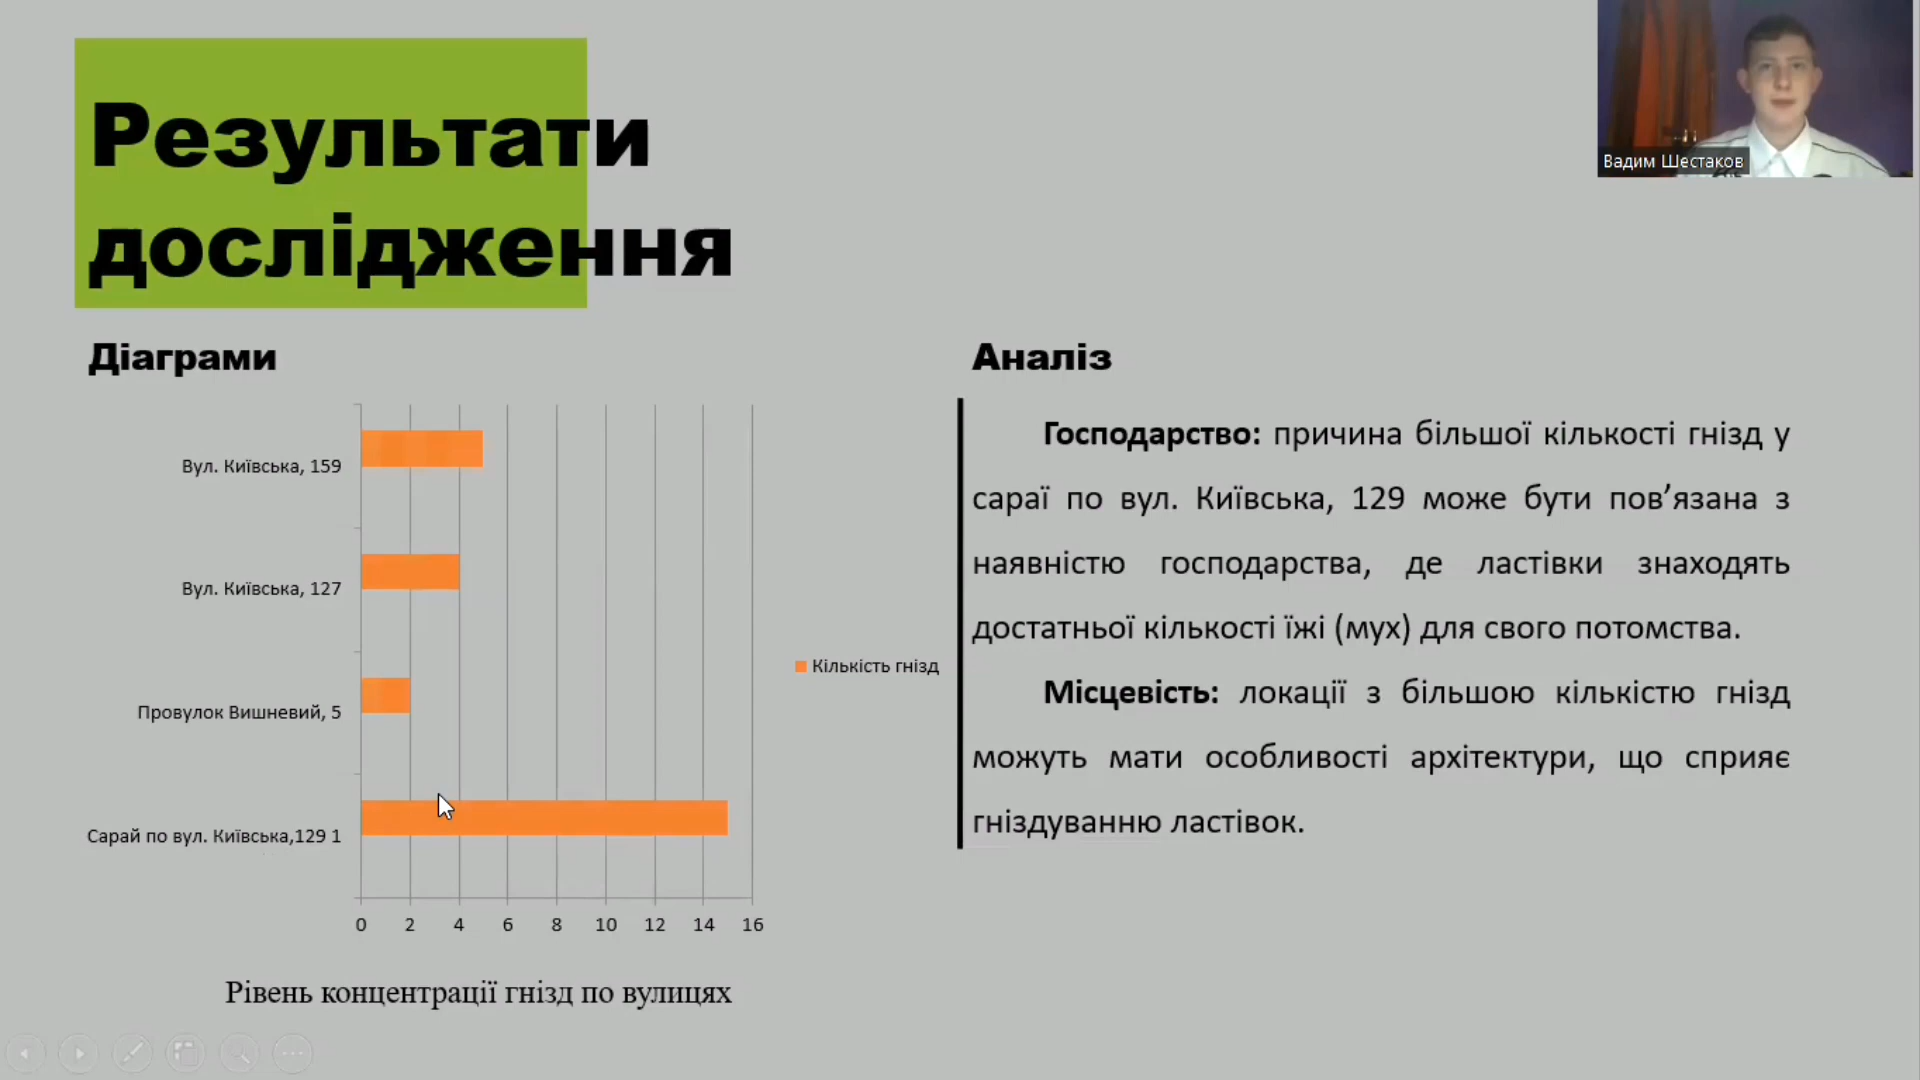 Результати
дослідження
Вадим Шестаков
Діаграми
Вул. Київська, 159
Вул. Київська, 127
Провулок Вишневий, 5
Сарай по вул. Київська,129 1
0 2 4 6 8 10 12 14 16
Кількість гнізд
Рівень концентрації гнізд по вулицях
Аналіз
Господарство: причина більшої кількості гнізд у
сараї по вул. Київська, 129 може бути пов’язана з
наявністю господарства, де ластівки знаходять
достатньої кількості їжі (мух) для свого потомства.
Місцевість: локації з більшою кількістю гнізд
можуть мати особливості архітектури, що сприяє
гніздуванню ластівок.